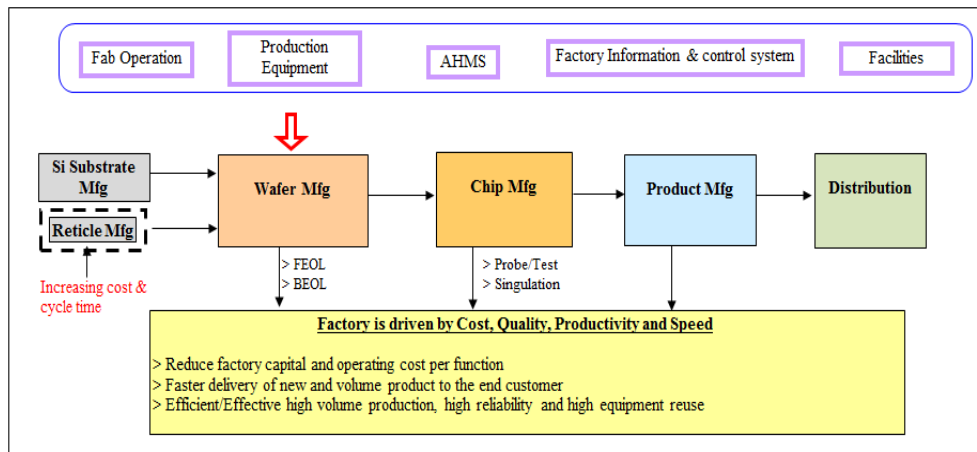 Fab Operation
Production
Equipment
AHMS
Factory Information & control system
Facilities
Si Substrate
Mfg
Reticle Mfg
Increasing cost &
cycle time
Wafer Mfg
Chip Mfg
Product Mfg
Distribution
> FEOL
> BEOL
> Probe/Test
> Singulation
Factory is driven by Cost, Quality, Productivity and Speed
> Reduce factory capital and operating cost per function
> Faster delivery of new and volume product to the end customer
> Efficient/Effective high volume production, high reliability and high equipment reuse